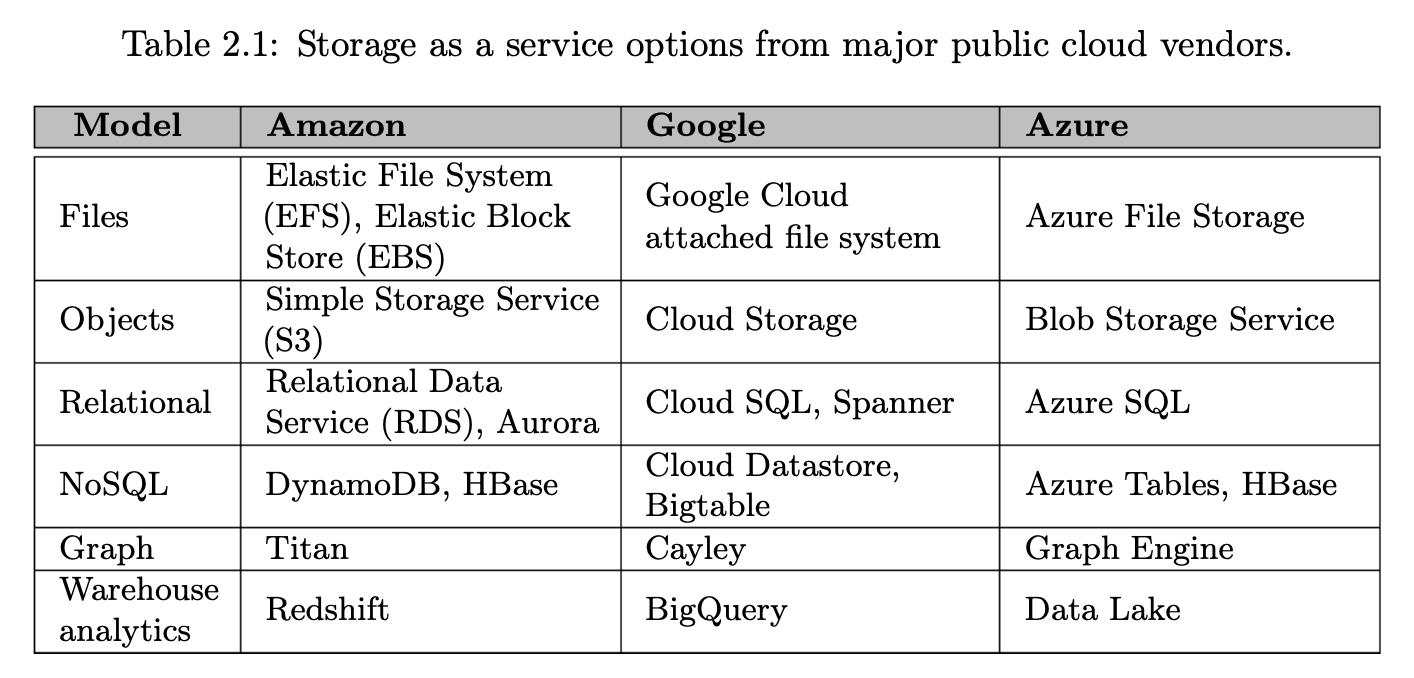 Table 2.1: Storage as a service options from major public cloud vendors.
Model Amazon Google Azure
Files
Elastic File System
(EFS), Elastic Block
Store (EBS)
Google Cloud
attached file system
Azure File Storage
Objects
Simple Storage Service
(S3)
Cloud Storage
Blob Storage Service
Relational
Relational Data
Service (RDS), Aurora
Cloud SQL, Spanner
Azure SQL
NoSQL
DynamoDB, HBase
Cloud Datastore,
Bigtable
Azure Tables, HBase
Graph Titan Cayley Graph Engine
Warehouse
analytics
Redshift
BigQuery
Data Lake